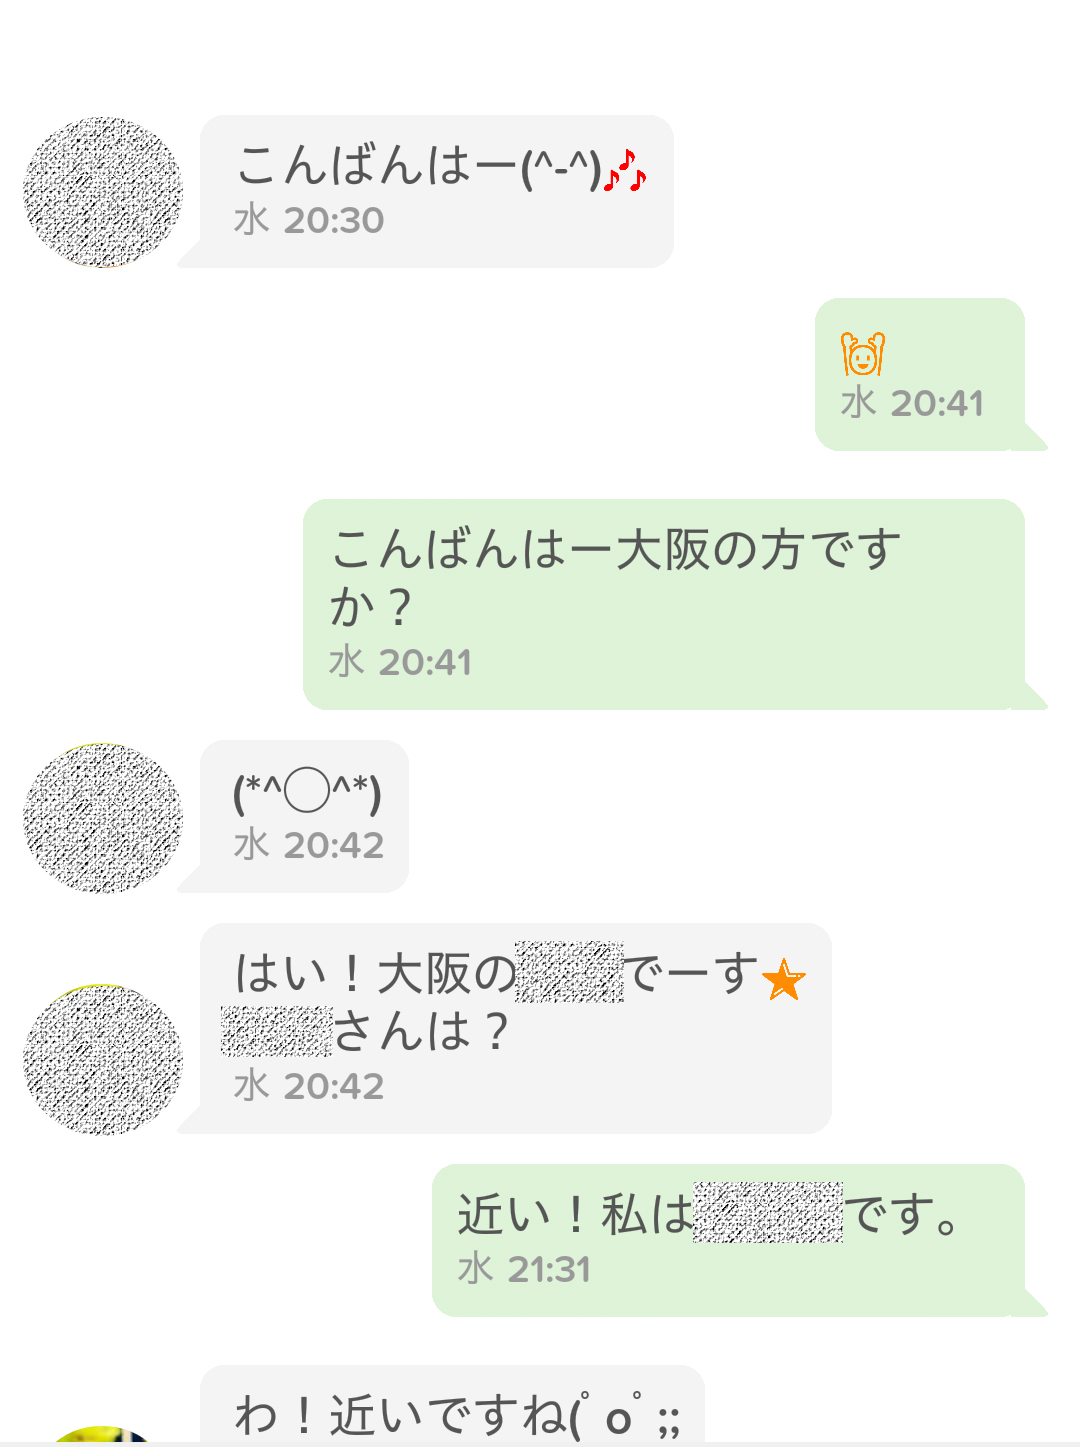 こんばんはー(^-^)🎶
水 20:30
🙌
水 20:41
こんばんはー大阪の方です
か？
水 20:41
(*^◯^*)
水 20:42
はい！大阪の でーす⭐
さんは？
水 20:42
近い！私は です。
水 21:31
わ！近いですね(ﾟoﾟ;;